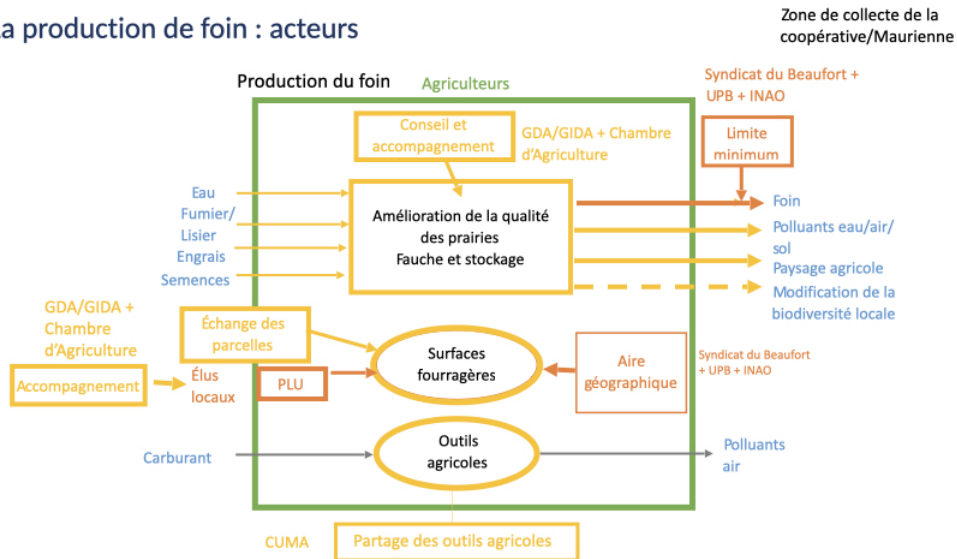 a production de foin : acteurs
Zone de collecte de la
coopérative/Maurienne
Production du foin
Agriculteurs
Syndicat du Beaufort +
UPB + INAO
Conseil et
accompagnement
GDA/GIDA + Chambre
d'Agriculture
Limite
minimum
Eau
Fumier/
Lisier
Engrais
Semences
Amélioration de la qualité
des prairies
Fauche et stockage
Foin
Polluants eau/air/
sol
Paysage agricole
Modification de la
biodiversité locale
GDA/GIDA +
Chambre
d'Agriculture
Accompagnement
Échange des
parcelles
Élus
locaux
PLU
Surfaces
fourragères
Aire
géographique
Syndicat du Beaufort
+ UPB + INAO
Carburant
Outils
agricoles
Polluants
air
CUMA
Partage des outils agricoles